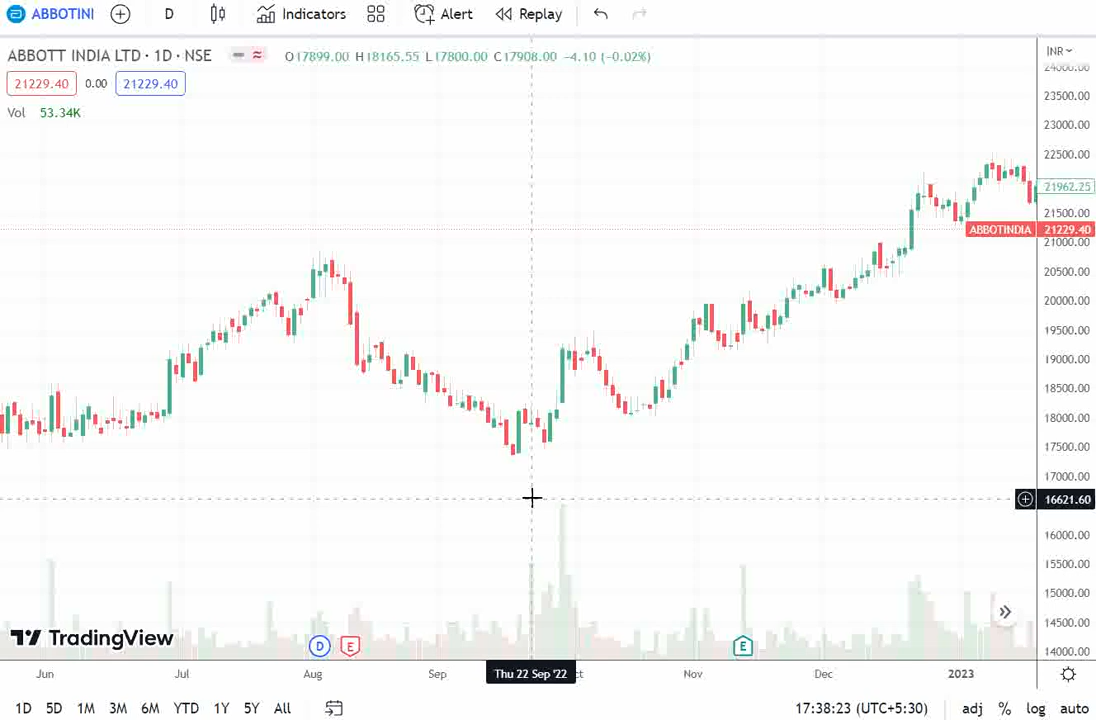 ABBOTINI D Indicators Alert Replay
ABBOTT INDIA LTD · 1D · NSE O17899.00 H18165.55 L17800.00 C17908.00 −4.10 (−0.02%)
21229.40 0.00 21229.40
Vol 53.34K
INR
24000.00
23500.00
23000.00
22500.00
21962.25
21500.00
ABBOTINDIA 21229.40
21000.00
20500.00
20000.00
19500.00
19000.00
18500.00
18000.00
17500.00
17000.00
16621.60
16000.00
15500.00
15000.00
14500.00
14000.00
TradingView
D E E
Jun Jul Aug Sep Thu 22 Sep '22 Nov Dec 2023
1D 5D 1M 3M 6M YTD 1Y 5Y All 17:38:23 (UTC+5:30) adj % log auto